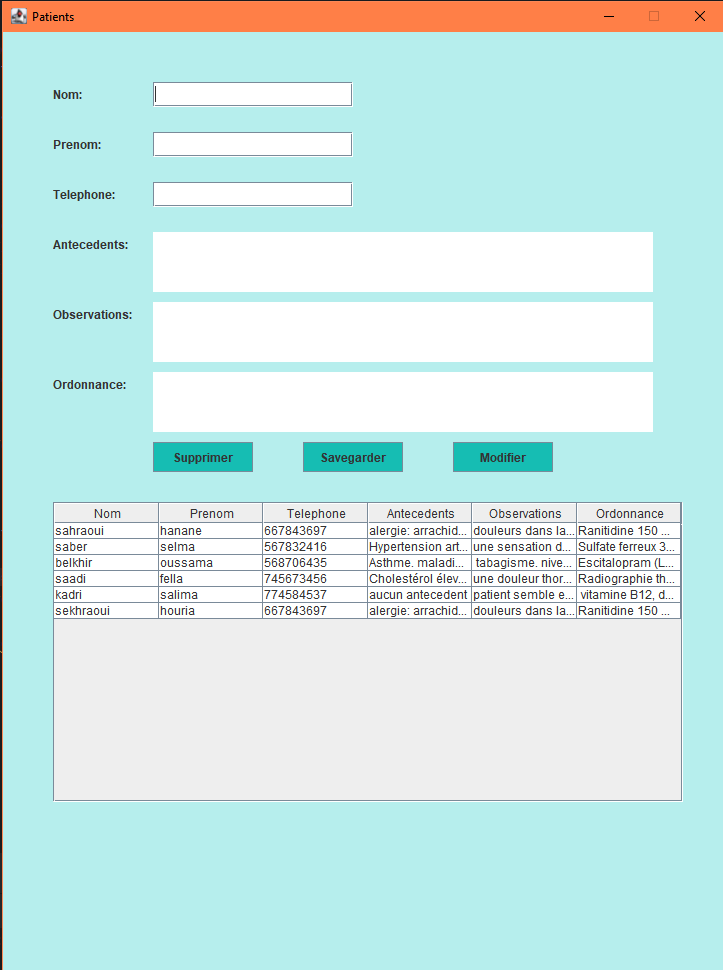 Patients
Nom:
Prenom:
Telephone:
Antecedents:
Observations:
Ordonnance:
Supprimer Savegarder Modifier
Nom Prenom Telephone Antecedents Observations Ordonnance
sahraoui hanane 667843697 alergie: arrachid... douleurs dans la... Ranitidine 150 ...
saber selma 567832416 Hypertension art... une sensation d... Sulfate ferreux 3...
belkhir oussama 568706435 Asthme. maladi... tabagisme. nive... Escitalopram (L...
saadi fella 745673456 Cholestérol élev... une douleur thor... Radiographie th...
kadri salima 774584537 aucun antecedent patient semble e... vitamine B12, d...
sekhraoui houria 667843697 alergie: arrachid... douleurs dans la... Ranitidine 150 ...